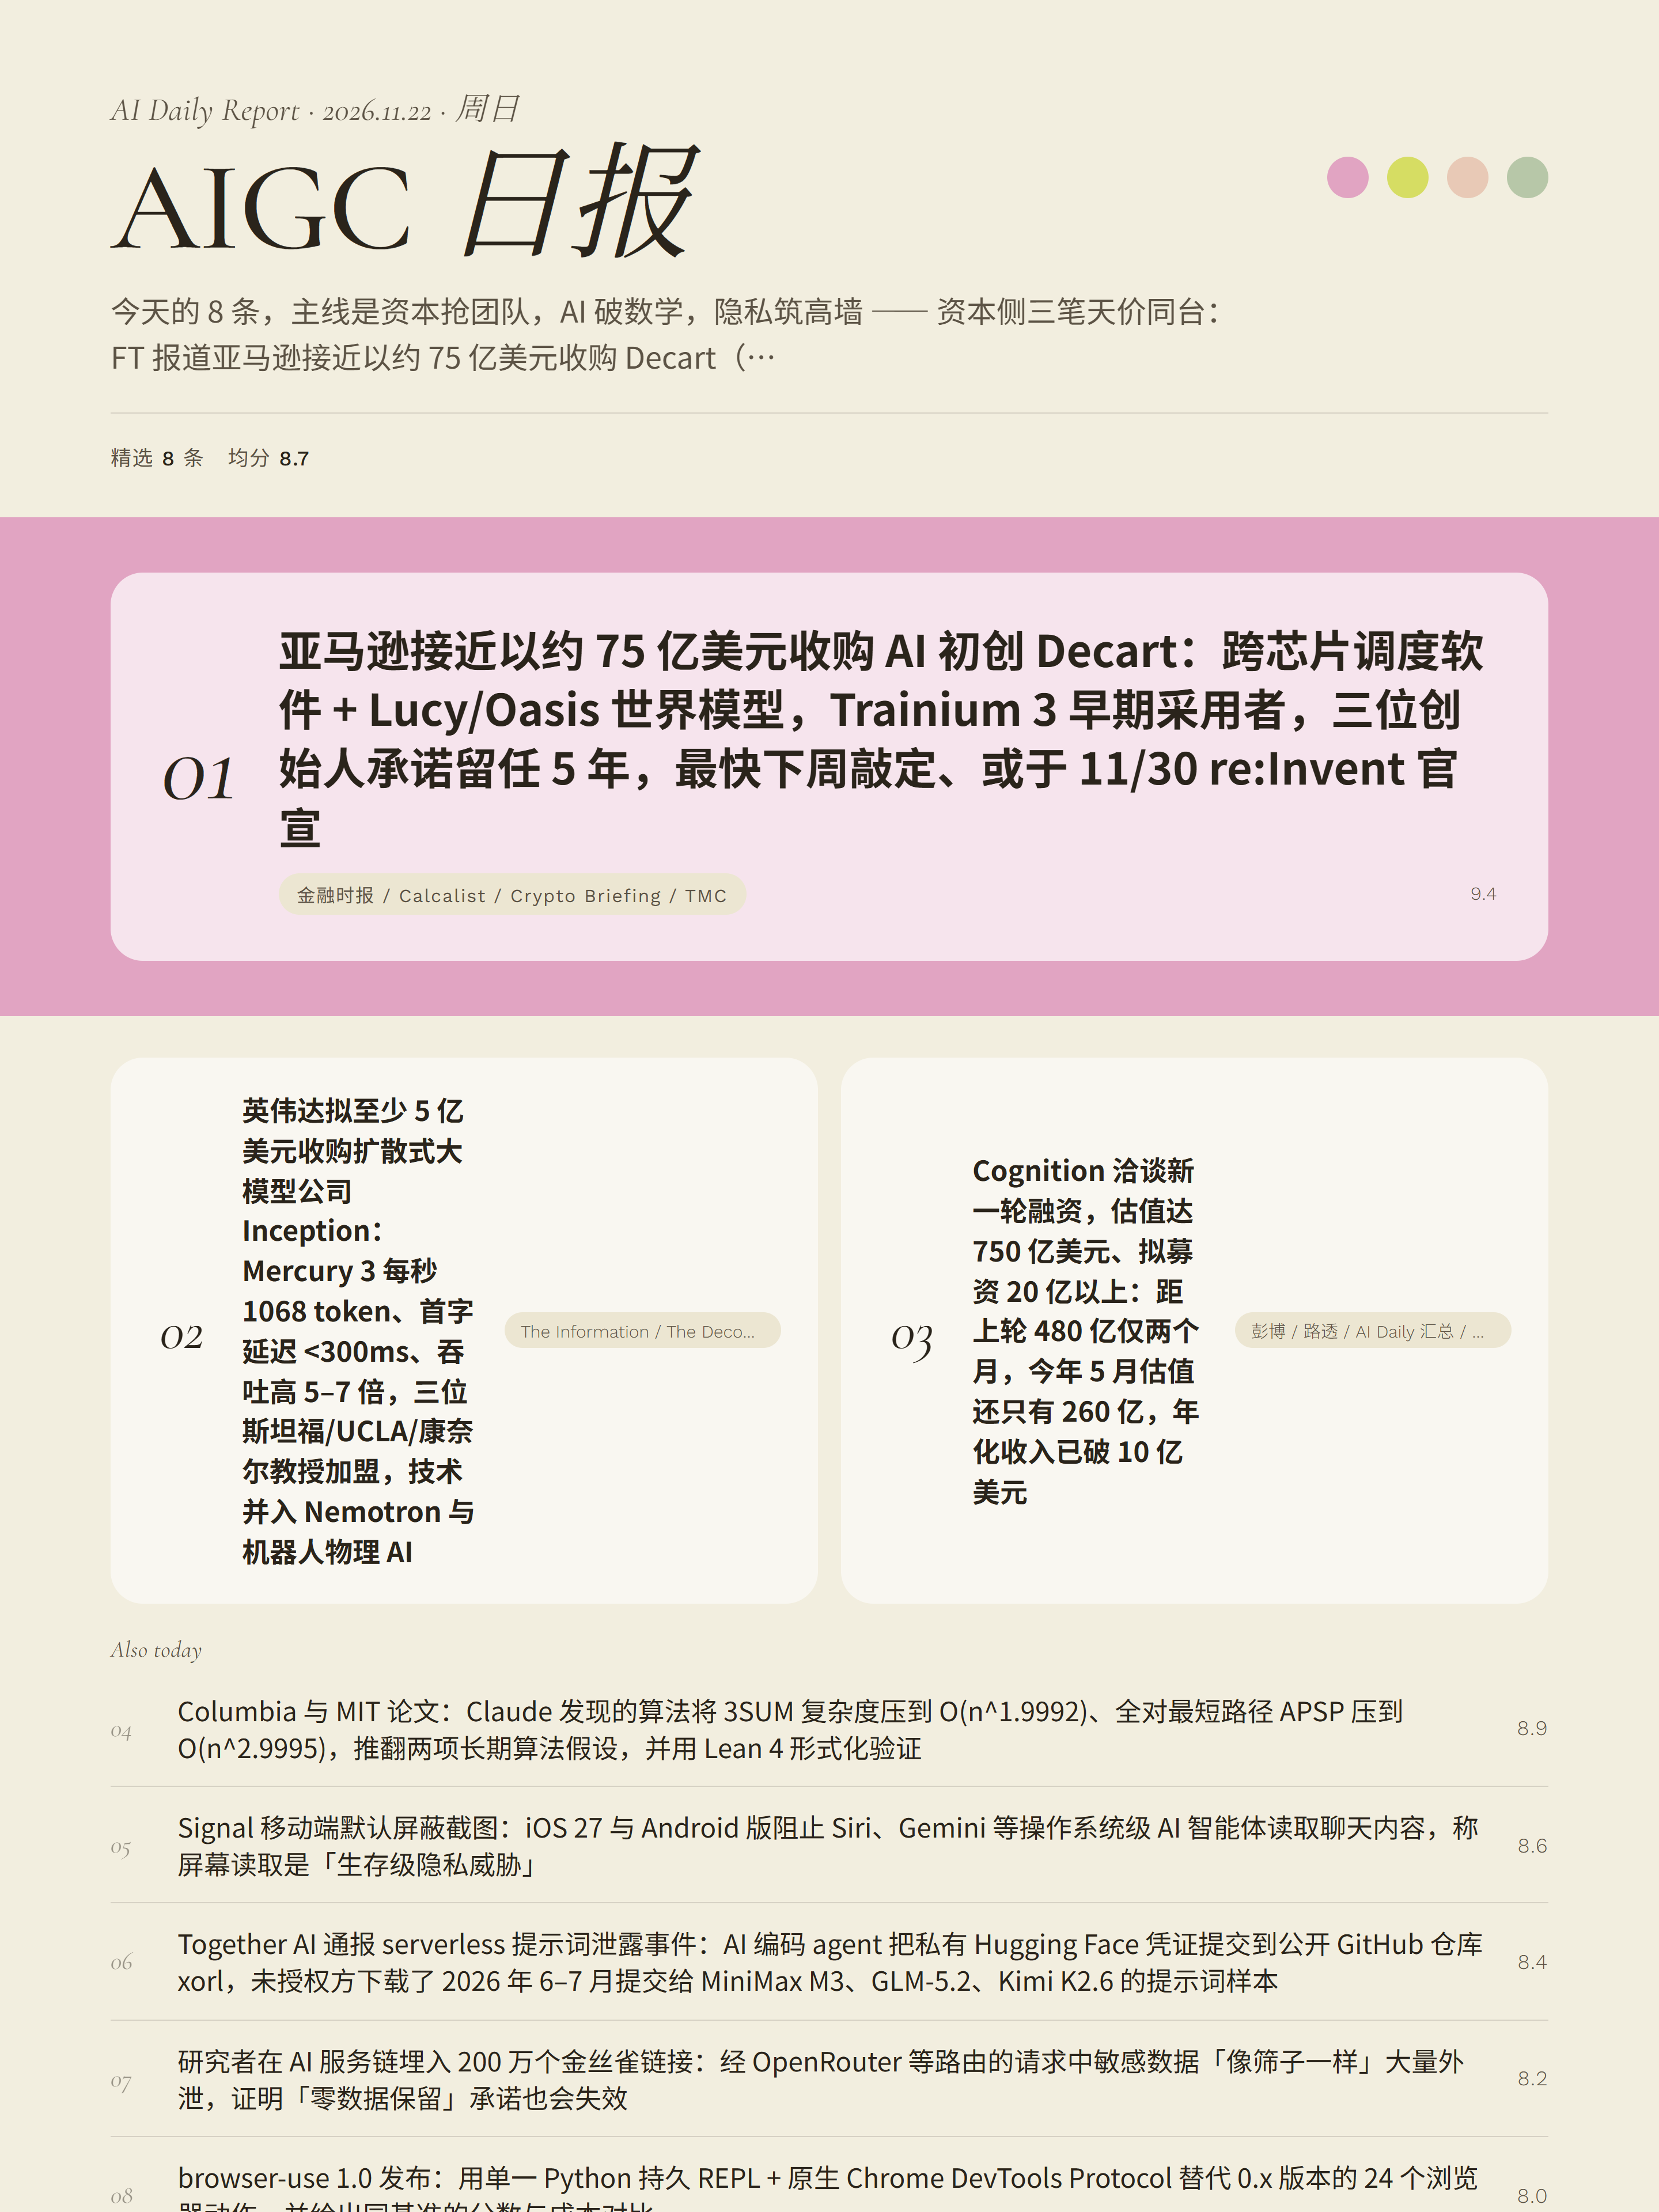 AI Daily Report · 2026.11.22 · 周日
AIGC 日报
今天的 8 条，主线是资本抢团队，AI 破数学，隐私筑高墙 —— 资本侧三笔天价同台：
FT 报道亚马逊接近以约 75 亿美元收购 Decart（…
精选 8 条 均分 8.7
01
亚马逊接近以约 75 亿美元收购 AI 初创 Decart：跨芯片调度软
件 + Lucy/Oasis 世界模型，Trainium 3 早期采用者，三位创
始人承诺留任 5 年，最快下周敲定、或于 11/30 re:Invent 官
宣
金融时报 / Calcalist / Crypto Briefing / TMC
9.4
02
英伟达拟至少 5 亿
美元收购扩散式大
模型公司
Inception：
Mercury 3 每秒
1068 token、首字
延迟 <300ms、吞
吐高 5–7 倍，三位
斯坦福/UCLA/康奈
尔教授加盟，技术
并入 Nemotron 与
机器人物理 AI
The Information / The Deco...
03
Cognition 洽谈新
一轮融资，估值达
750 亿美元、拟募
资 20 亿以上：距
上轮 480 亿仅两个
月，今年 5 月估值
还只有 260 亿，年
化收入已破 10 亿
美元
彭博 / 路透 / AI Daily 汇总 / ...
Also today
04
Columbia 与 MIT 论文：Claude 发现的算法将 3SUM 复杂度压到 O(n^1.9992)、全对最短路径 APSP 压到
O(n^2.9995)，推翻两项长期算法假设，并用 Lean 4 形式化验证
8.9
05
Signal 移动端默认屏蔽截图：iOS 27 与 Android 版阻止 Siri、Gemini 等操作系统级 AI 智能体读取聊天内容，称
屏幕读取是「生存级隐私威胁」
8.6
06
Together AI 通报 serverless 提示词泄露事件：AI 编码 agent 把私有 Hugging Face 凭证提交到公开 GitHub 仓库
xorl，未授权方下载了 2026 年 6–7 月提交给 MiniMax M3、GLM-5.2、Kimi K2.6 的提示词样本
8.4
07
研究者在 AI 服务链埋入 200 万个金丝雀链接：经 OpenRouter 等路由的请求中敏感数据「像筛子一样」大量外
泄，证明「零数据保留」承诺也会失效
8.2
08
browser-use 1.0 发布：用单一 Python 持久 REPL + 原生 Chrome DevTools Protocol 替代 0.x 版本的 24 个浏览
8.0